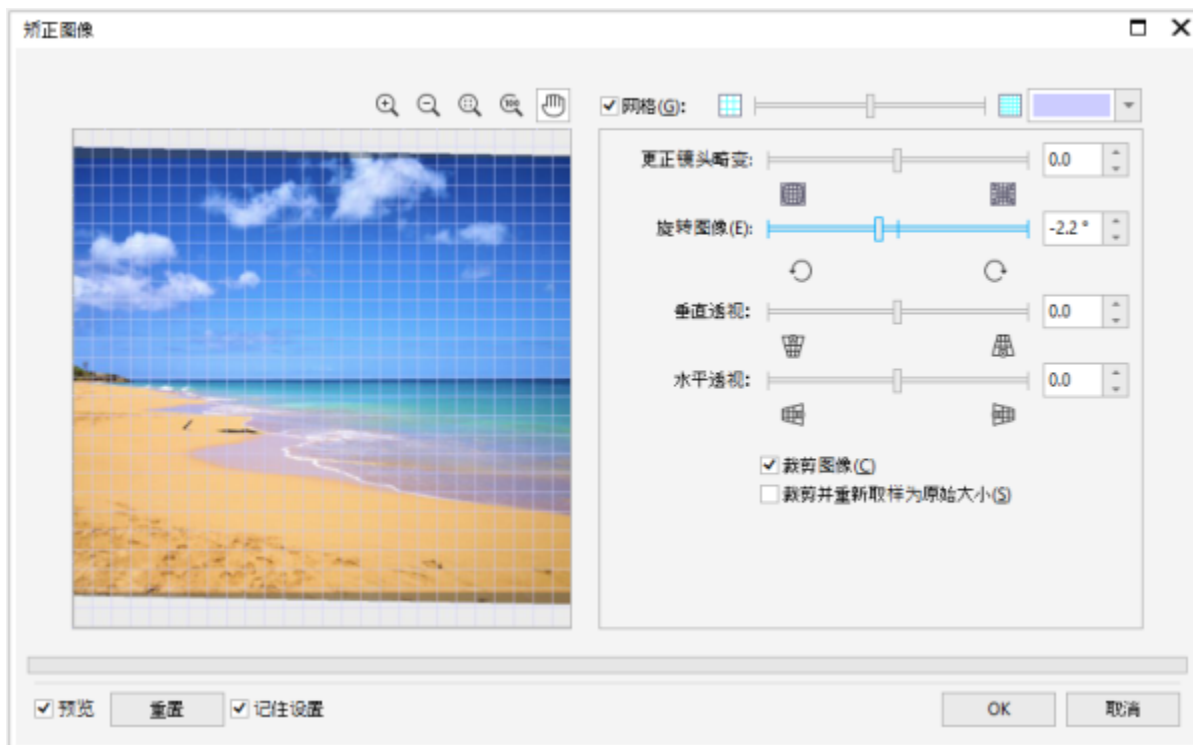 矫正图像
100
网格(G):
更正镜头畸变: 0.0
旋转图像(E): -2.2 °
垂直透视: 0.0
水平透视: 0.0
裁剪图像(C)
裁剪并重新取样为原始大小(S)
预览 重置 记住设置 OK 取消